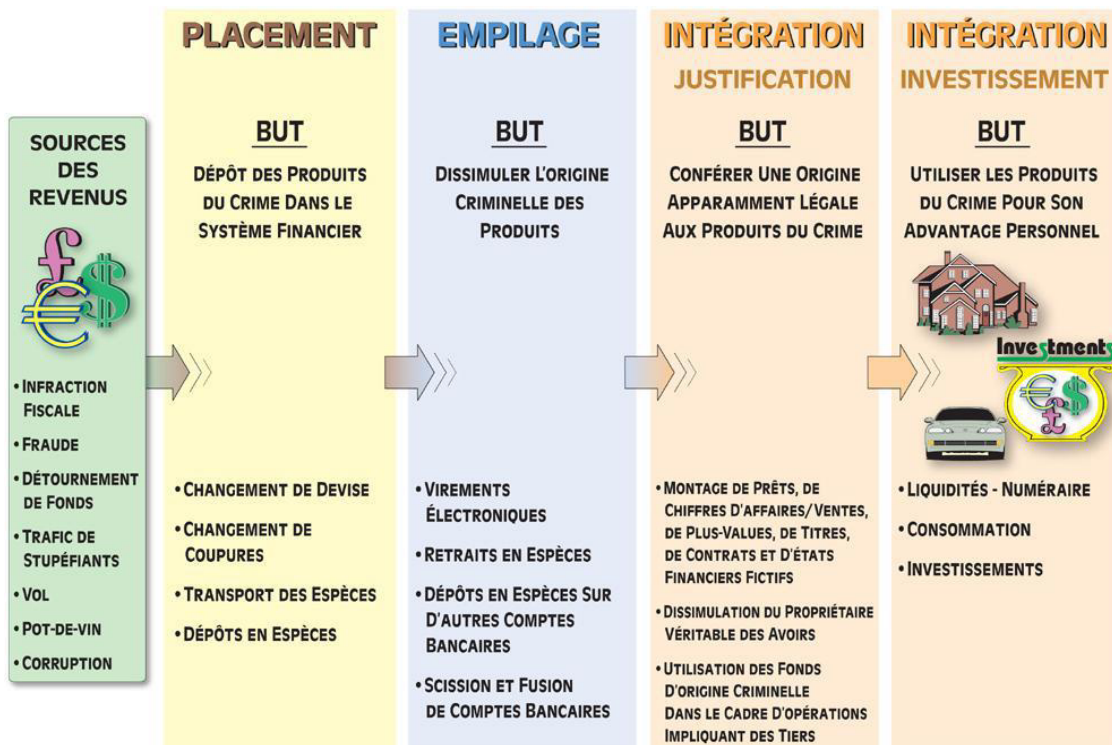 SOURCES
DES
REVENUS
• INFRACTION
FISCALE
• FRAUDE
• DÉTOURNEMENT
DE FONDS
• TRAFIC DE
STUPÉFIANTS
• VOL
• POT-DE-VIN
• CORRUPTION
PLACEMENT
BUT
DÉPÔT DES PRODUITS
DU CRIME DANS LE
SYSTÈME FINANCIER
• CHANGEMENT DE DEVISE
• CHANGEMENT DE
COUPURES
• TRANSPORT DES ESPÈCES
• DÉPÔTS EN ESPÈCES
EMPILAGE
BUT
DISSIMULER L'ORIGINE
CRIMINELLE DES
PRODUITS
• VIREMENTS
ÉLECTRONIQUES
• RETRAITS EN ESPÈCES
• DÉPÔTS EN ESPÈCES SUR
D'AUTRES COMPTES
BANCAIRES
• SCISSION ET FUSION
DE COMPTES BANCAIRES
INTÉGRATION
JUSTIFICATION
BUT
CONFÉRER UNE ORIGINE
APPARAMMENT LÉGALE
AUX PRODUITS DU CRIME
• MONTAGE DE PRÊTS, DE
CHIFFRES D'AFFAIRES/VENTES,
DE PLUS-VALUES, DE TITRES,
DE CONTRATS ET D'ÉTATS
FINANCIERS FICTIFS
• DISSIMULATION DU PROPRIÉTAIRE
VÉRITABLE DES AVOIRS
• UTILISATION DES FONDS
D'ORIGINE CRIMINELLE
DANS LE CADRE D'OPÉRATIONS
IMPLIQUANT DES TIERS
INTÉGRATION
INVESTISSEMENT
BUT
UTILISER LES PRODUITS
DU CRIME POUR SON
ADVANTAGE PERSONNEL
Investments
• LIQUIDITÉS - NUMÉRAIRE
• CONSOMMATION
• INVESTISSEMENTS